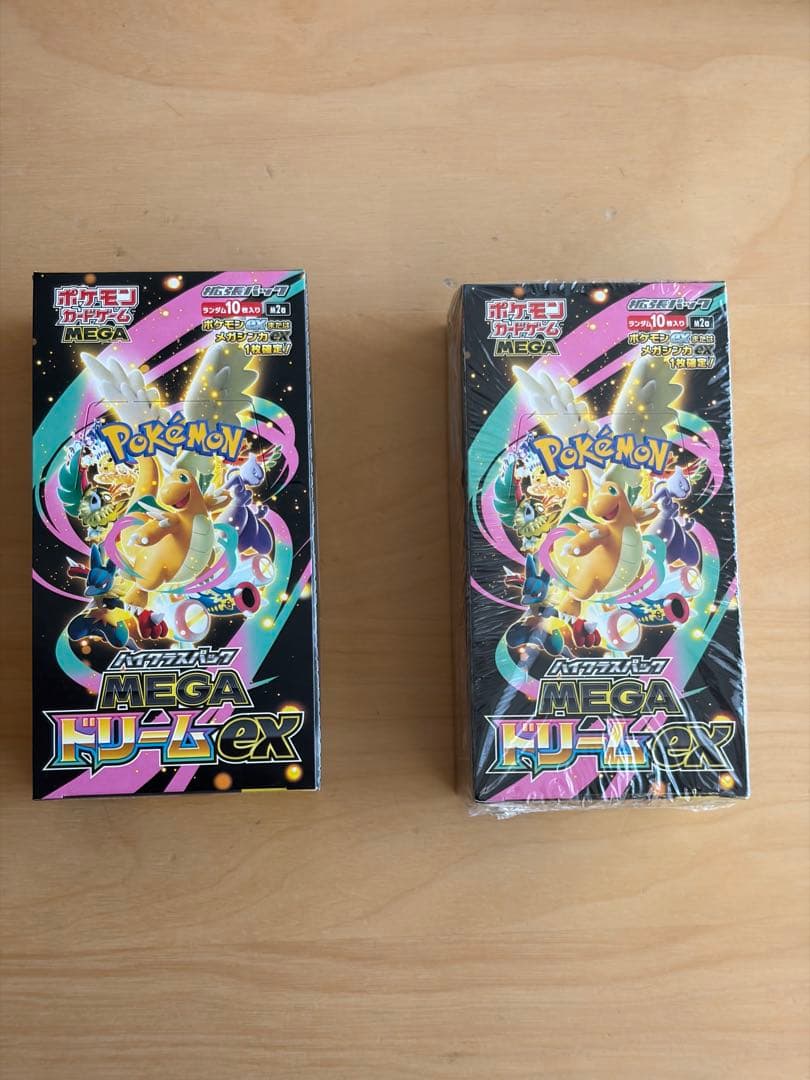 ポケモン
カードゲーム
MEGA
拡張パック
ランダム10枚入り
M2a
ポケモンexまたは
メガシンカex
1枚確定!
POKÉMON
ハイクラスパック
MEGA
ドリームex
ポケモン
カードゲーム
MEGA
拡張パック
ランダム10枚入り
M2a
ポケモンexまたは
メガシンカex
1枚確定!
POKÉMON
ハイクラスパック
MEGA
ドリームex